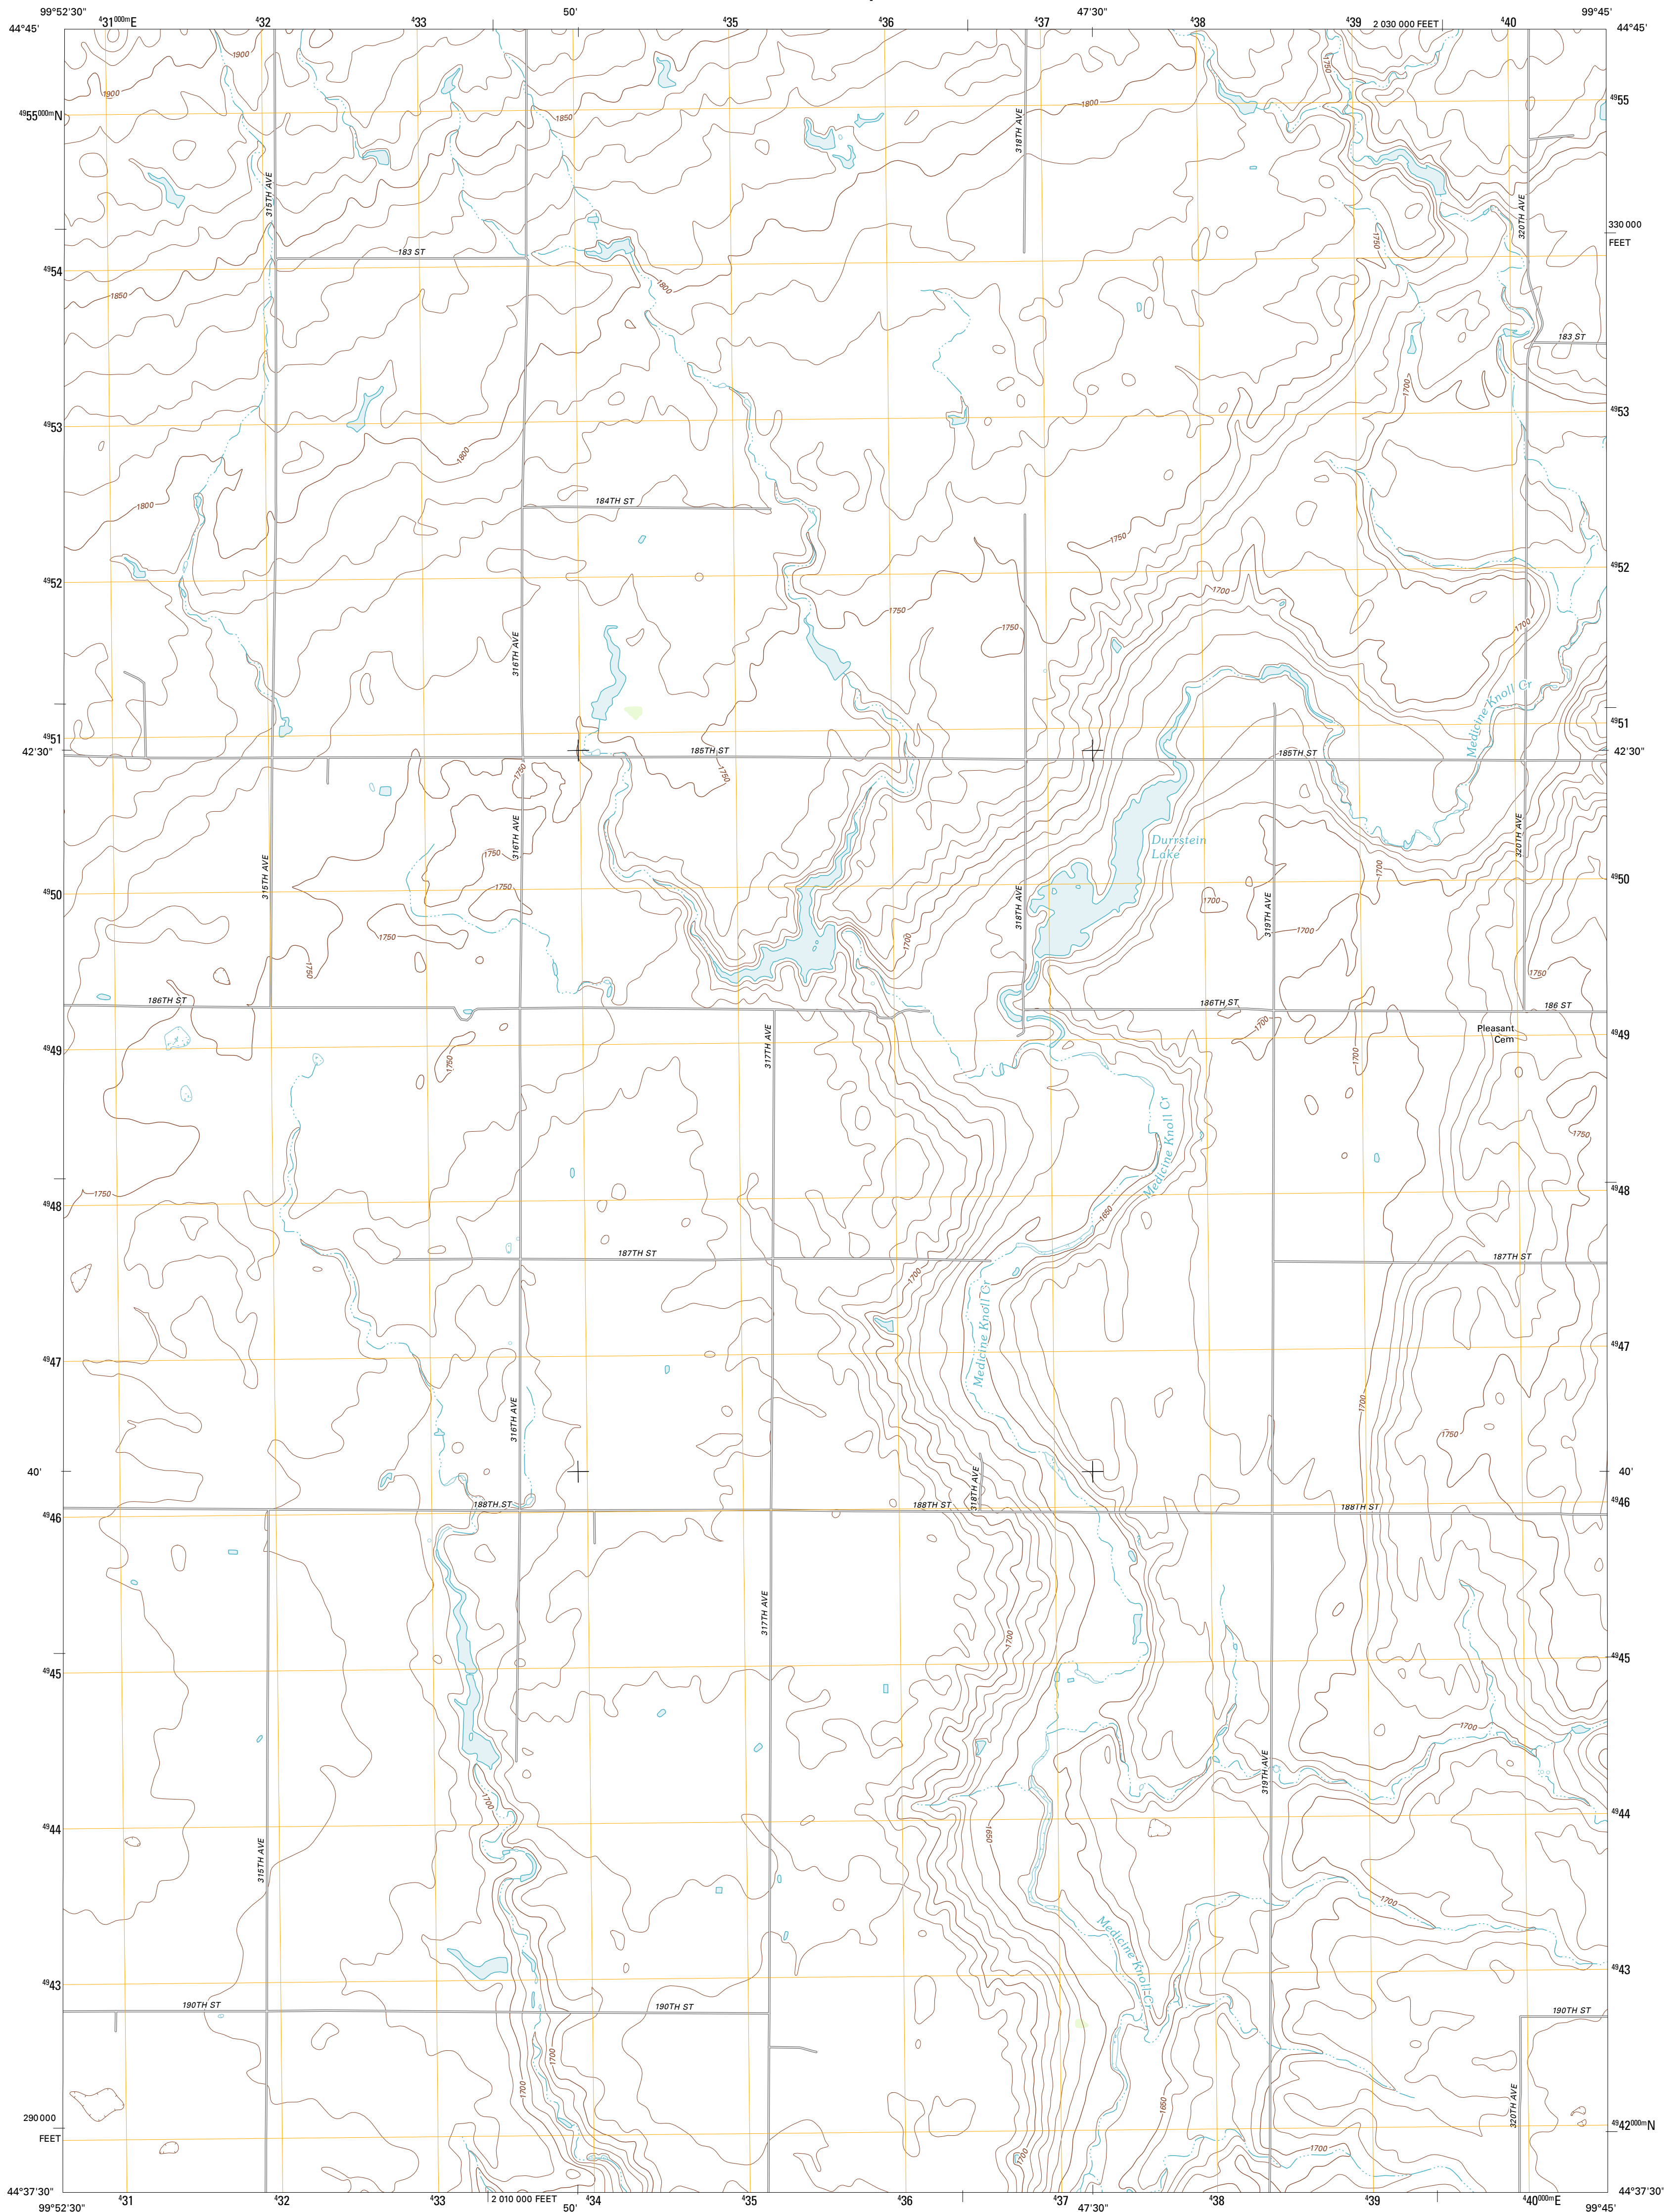 99°52'30"
⁴31⁰⁰⁰ᵐE
⁴32
⁴33
50'
⁴35
⁴36
⁴37
47'30"
⁴38
⁴39
2 030 000 FEET
⁴40
99°45'
44°45'
44°45'
1900
1750
1900
1800
⁴⁹55⁰⁰⁰ᵐN
⁴⁹55
1850
318TH AVE
315TH AVE
320TH AVE
330 000
FEET
1750
183 ST
⁴⁹54
⁴⁹54
1800
1850
183 ST
1700
⁴⁹53
⁴⁹53
1800
184TH ST
1800
1750
⁴⁹52
⁴⁹52
1700
1750
1750
1700
316TH AVE
Medicine Knoll Cr
⁴⁹51
⁴⁹51
42'30"
185TH ST
185TH ST
42'30"
1750
1750
316TH AVE
320TH AVE
Durrstein
Lake
1750
1700
315TH AVE
1750
⁴⁹50
⁴⁹50
318TH AVE
1700
319TH AVE
1700
1750
1700
1750
1750
186TH ST
186TH ST
186 ST
1700
Pleasant
Cem
317TH AVE
⁴⁹49
⁴⁹49
1750
1700
Medicine Knoll Cr
1750
1750
⁴⁹48
⁴⁹48
1650
187TH ST
187TH ST
1700
Medicine Knoll Cr
⁴⁹47
⁴⁹47
1700
316TH AVE
1750
40'
40'
318TH AVE
188TH ST
188TH ST
188TH ST
⁴⁹46
⁴⁹46
317TH AVE
1700
⁴⁹45
⁴⁹45
1700
319TH AVE
1700
⁴⁹44
⁴⁹44
1650
315TH AVE
1700
Medicine Knoll Cr
⁴⁹43
⁴⁹43
190TH ST
190TH ST
190TH ST
1700
1700
1650
320TH AVE
290 000
FEET
⁴⁹42⁰⁰⁰ᵐN
1700
1700
44°37'30"
44°37'30"
99°52'30"
⁴31
⁴32
⁴33
2 010 000 FEET
50'
⁴34
⁴35
⁴36
⁴37
47'30"
⁴38
⁴39
⁴40⁰⁰⁰ᵐE
99°45'